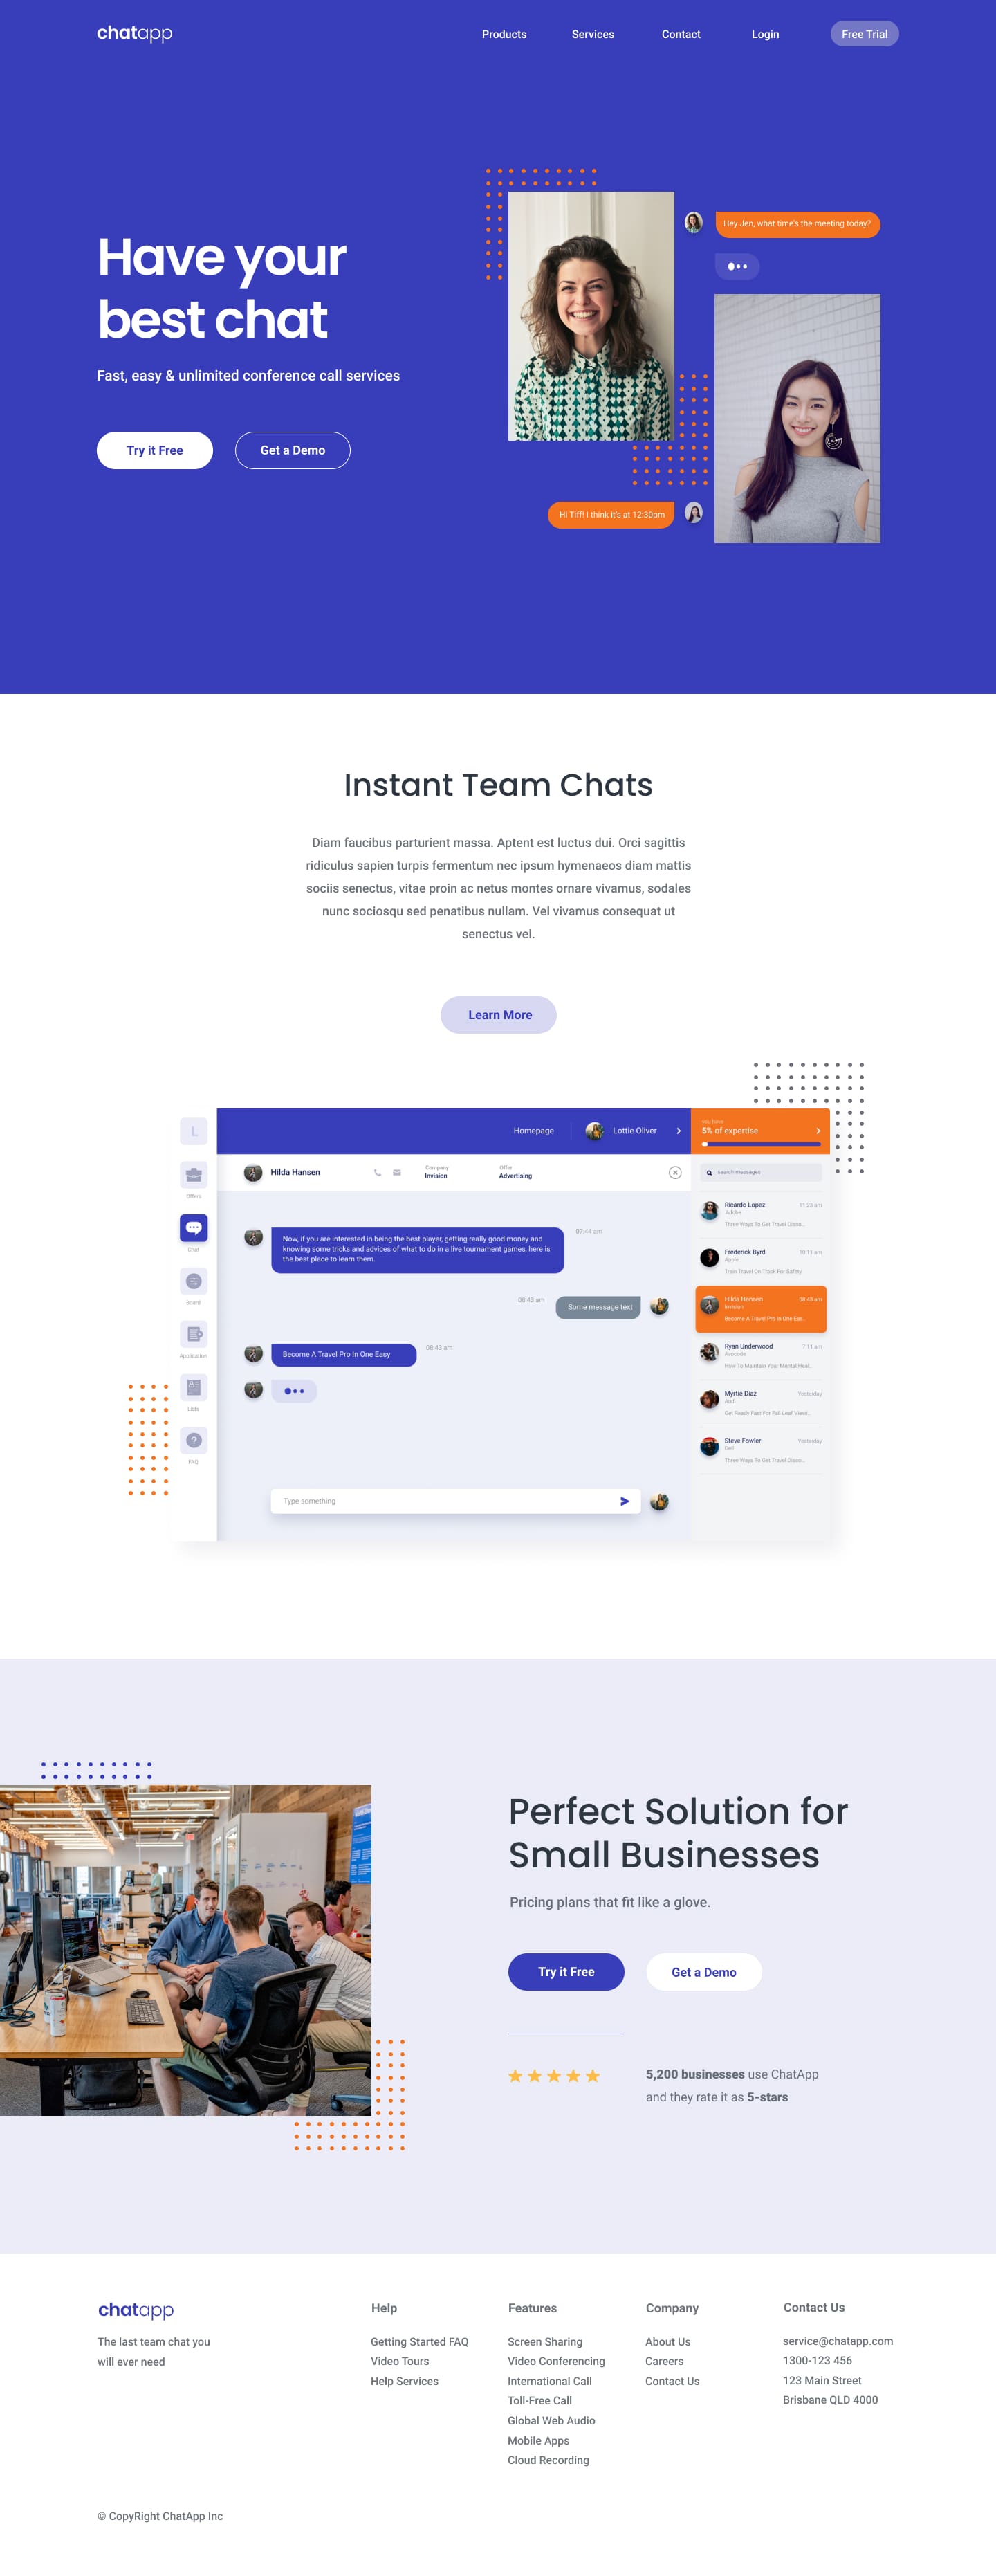 chatapp
Products
Services
Contact
Login
Free Trial
Have your
best chat
Fast, easy & unlimited conference call services
Try it Free
Get a Demo
Hey Jen, what time's the meeting today?
Hi Tiff! I think it's at 12:30pm
Instant Team Chats
Diam faucibus parturient massa. Aptent est luctus dui. Orci sagittis
ridiculus sapien turpis fermentum nec ipsum hymenaeos diam mattis
sociis senectus, vitae proin ac netus montes ornare vivamus, sodales
nunc sociosqu sed penatibus nullam. Vel vivamus consequat ut
senectus vel.
Learn More
L
Offers
Chat
Board
Application
Lists
FAQ
Homepage
Lottie Oliver
you have
5% of expertise
Hilda Hansen
Company
Invision
Offer
Advertising
search messages
Now, if you are interested in being the best player, getting really good money and
knowing some tricks and advices of what to do in a live tournament games, here is
the best place to learn them.
07:44 am
08:43 am
Some message text
Become A Travel Pro In One Easy
08:43 am
Type something
Ricardo Lopez
11:23 am
Adobe
Three Ways To Get Travel Disco...
Frederick Byrd
10:11 am
Apple
Train Travel On Track For Safety
Hilda Hansen
08:43 am
Invision
Become A Travel Pro In One Eas..
Ryan Underwood
7:11 am
Avocode
How To Maintain Your Mental Heal..
Myrtie Diaz
Yesterday
Audi
Get Ready Fast For Fall Leaf Viewi...
Steve Fowler
Yesterday
Dell
Three Ways To Get Travel Disco...
Perfect Solution for
Small Businesses
Pricing plans that fit like a glove.
Try it Free
Get a Demo
5,200 businesses use ChatApp
and they rate it as 5-stars
chatapp
The last team chat you
will ever need
Help
Getting Started FAQ
Video Tours
Help Services
Features
Screen Sharing
Video Conferencing
International Call
Toll-Free Call
Global Web Audio
Mobile Apps
Cloud Recording
Company
About Us
Careers
Contact Us
Contact Us
service@chatapp.com
1300-123 456
123 Main Street
Brisbane QLD 4000
© CopyRight ChatApp Inc